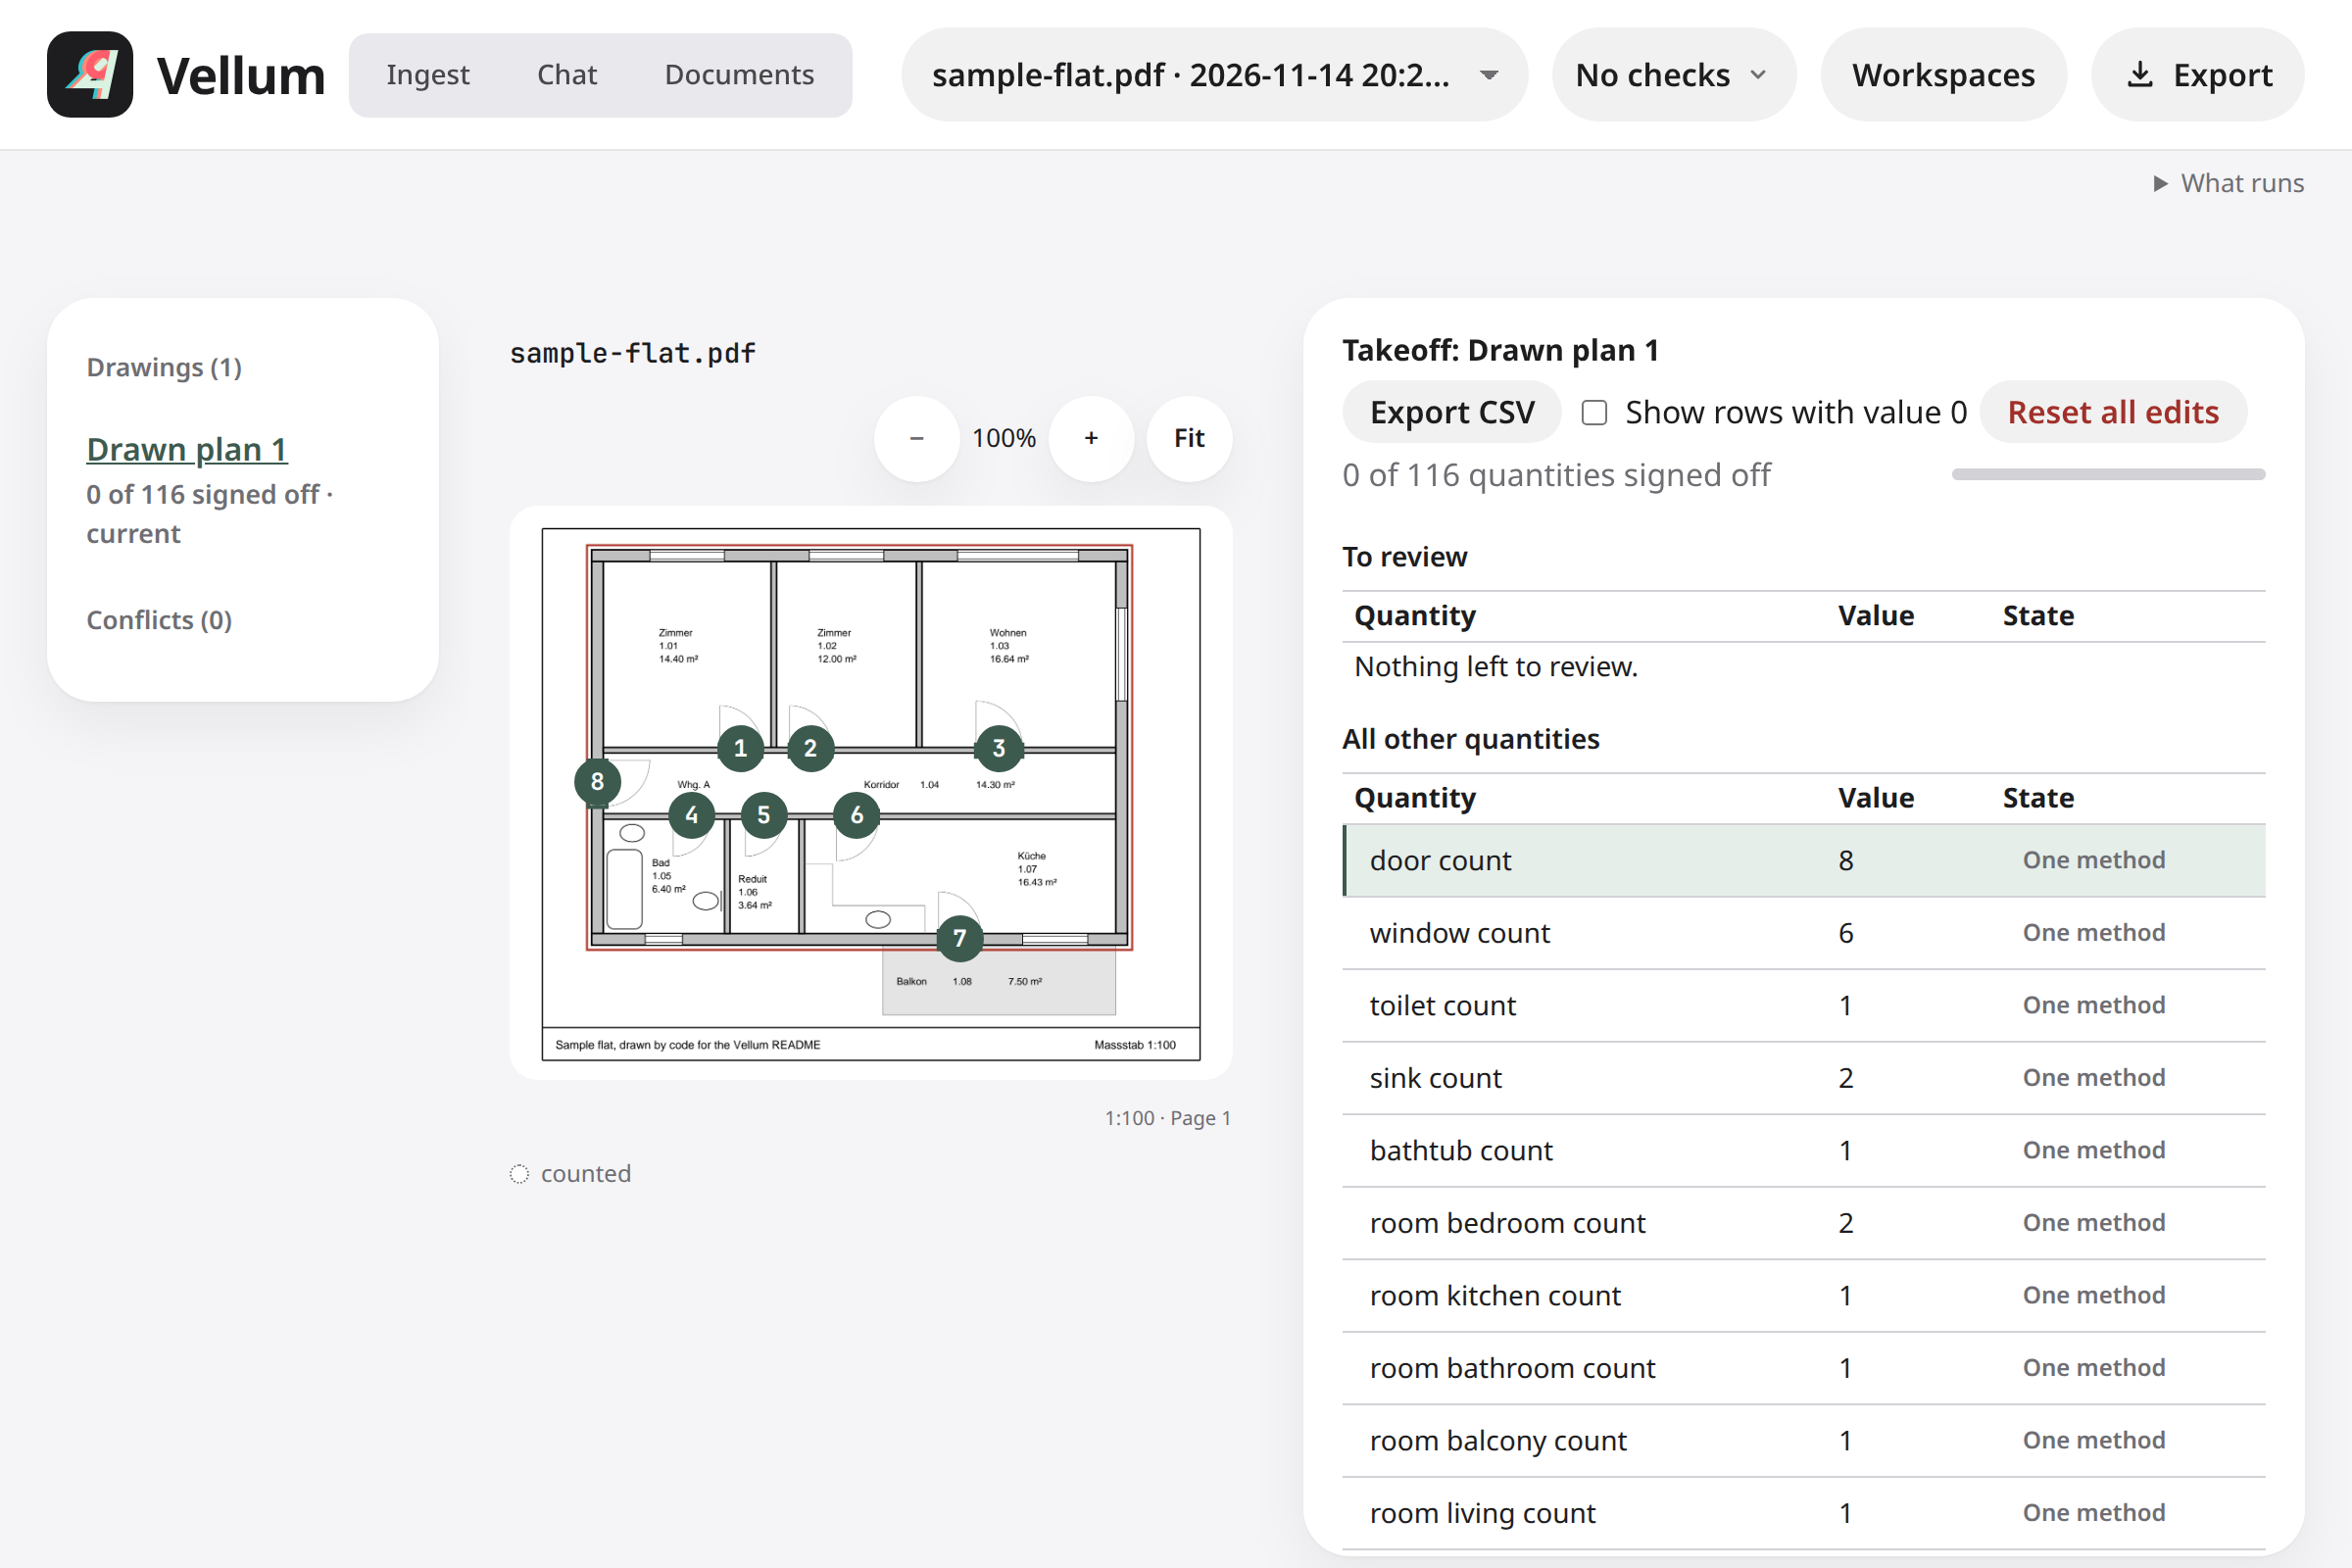 Vellum
Ingest
Chat
Documents
sample-flat.pdf · 2026-11-14 20:2...
No checks
Workspaces
Export
What runs
Drawings (1)
Drawn plan 1
0 of 116 signed off ·
current
Conflicts (0)
sample-flat.pdf
−
100%
+
Fit
Zimmer
1.01
14.40 m²
Zimmer
1.02
12.00 m²
Wohnen
1.03
16.64 m²
1
2
3
8
Whg. A
Korridor 1.04 14.30 m²
4
5
6
Bad
1.05
6.40 m²
Reduit
1.06
3.64 m²
Küche
1.07
16.43 m²
7
Balkon 1.08 7.50 m²
Sample flat, drawn by code for the Vellum README
Massstab 1:100
1:100 · Page 1
counted
Takeoff: Drawn plan 1
Export CSV
Show rows with value 0
Reset all edits
0 of 116 quantities signed off
To review
Quantity Value State
Nothing left to review.
All other quantities
Quantity Value State
door count 8 One method
window count 6 One method
toilet count 1 One method
sink count 2 One method
bathtub count 1 One method
room bedroom count 2 One method
room kitchen count 1 One method
room bathroom count 1 One method
room balcony count 1 One method
room living count 1 One method